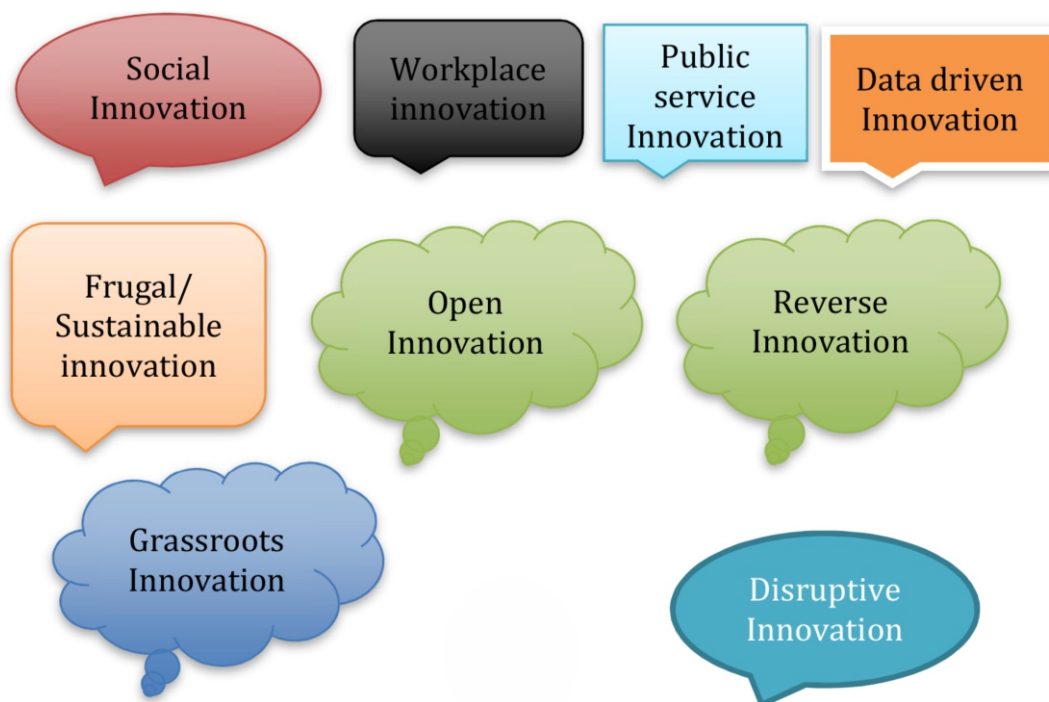 Social
Innovation
Workplace
innovation
Public
service
Innovation
Data driven
Innovation
Frugal/
Sustainable
innovation
Open
Innovation
Reverse
Innovation
Grassroots
Innovation
Disruptive
Innovation